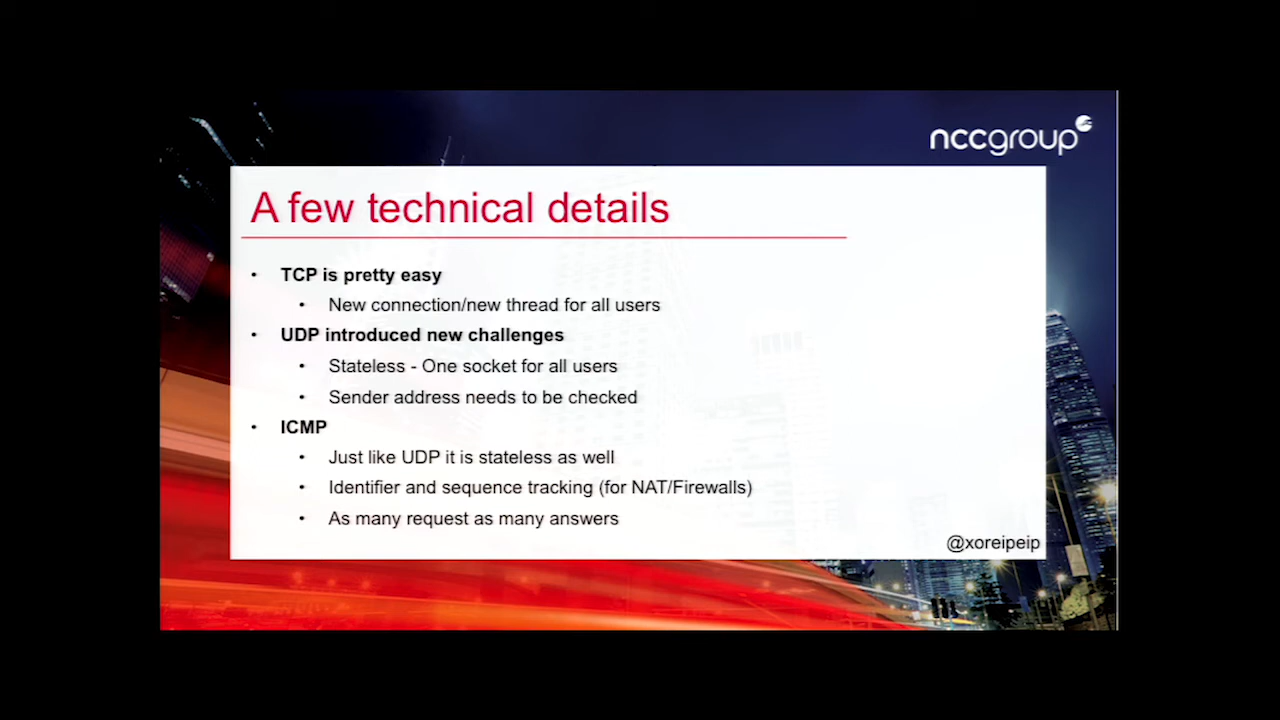 nccgroup
A few technical details
• TCP is pretty easy
• New connection/new thread for all users
• UDP introduced new challenges
• Stateless - One socket for all users
• Sender address needs to be checked
• ICMP
• Just like UDP it is stateless as well
• Identifier and sequence tracking (for NAT/Firewalls)
• As many request as many answers
@xoreipeip